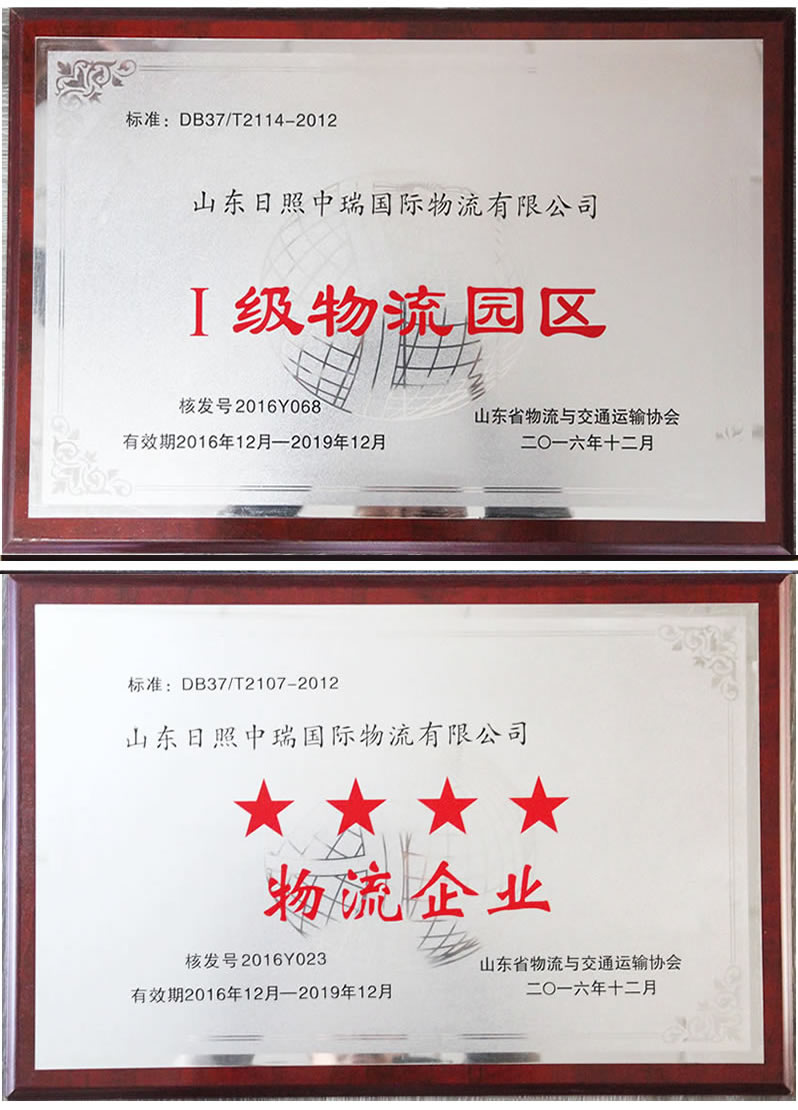 标准：DB37/T2114-2012
山东日照中瑞国际物流有限公司
I 级物流园区
核发号2016Y068
山东省物流与交通运输协会
有效期2016年12月—2019年12月
二〇一六年十二月
标准：DB37/T2107-2012
山东日照中瑞国际物流有限公司
★ ★ ★ ★
物流企业
核发号2016Y023
山东省物流与交通运输协会
有效期2016年12月—2019年12月
二〇一六年十二月